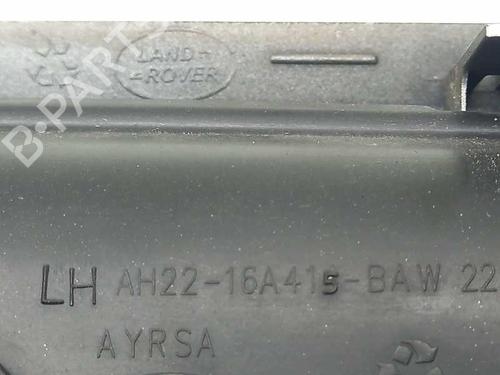 LAND-
ROVER
B-PARTS
LH AH22-16A415-BAW 22
AYRSA